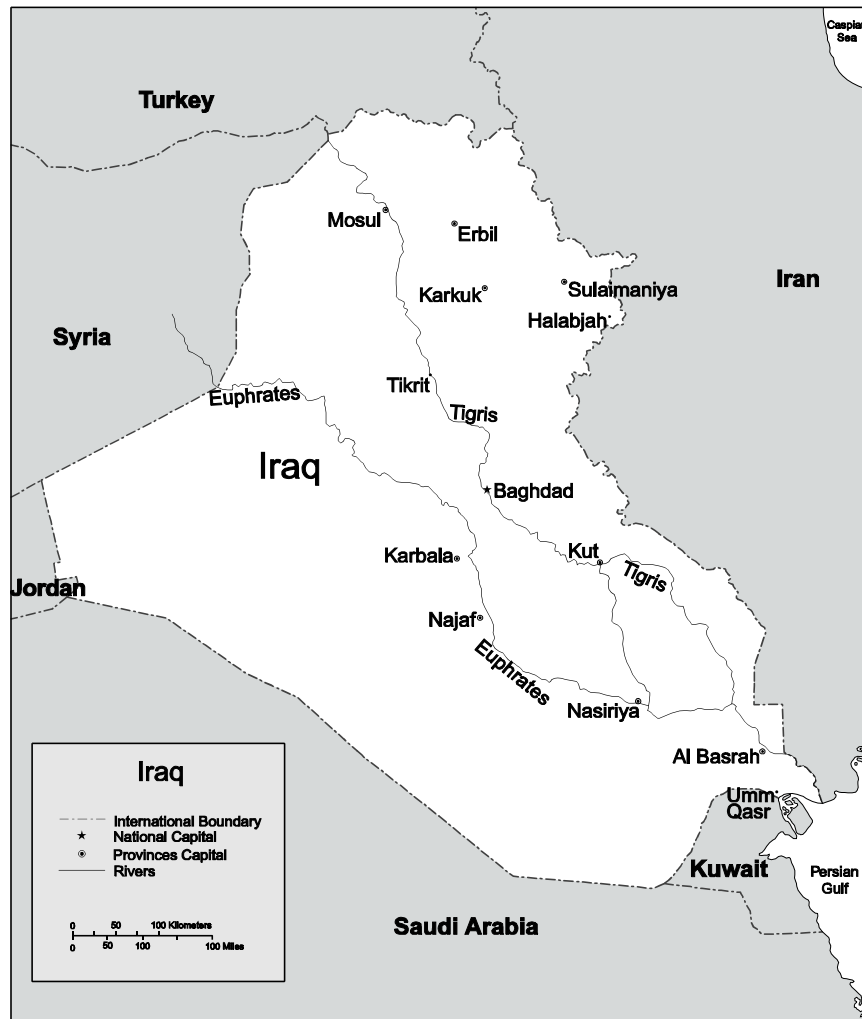 Caspian
Sea
Turkey
Mosul
Erbil
Iran
Karkuk
Sulaimaniya
Halabjah
Syria
Tikrit
Euphrates
Tigris
Iraq
Baghdad
Karbala
Kut
Tigris
Jordan
Najaf
Euphrates
Nasiriya
Al Basrah
Umm
Qasr
Kuwait
Persian
Gulf
Saudi Arabia
Iraq
International Boundary
National Capital
Provinces Capital
Rivers
0 50 100 Kilometers
0 50 100 100 Miles